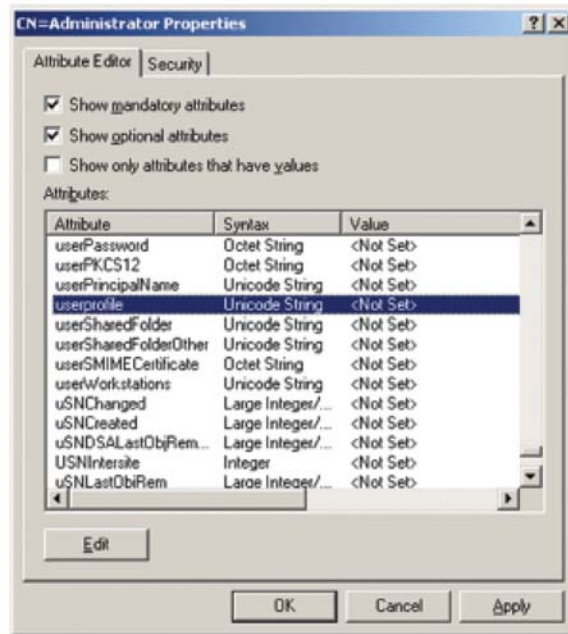 CN=Administrator Properties
Attribute Editor Security
Show mandatory attributes
Show optional attributes
Show only attributes that have values
Attributes:
Attribute Syntax Value
userPassword Octet String <Not Set>
userPKCS12 Octet String <Not Set>
userPrincipalName Unicode String <Not Set>
userprofile Unicode String <Not Set>
userSharedFolder Unicode String <Not Set>
userSharedFolderOther Unicode String <Not Set>
userSMIMECertificate Octet String <Not Set>
userWorkstations Unicode String <Not Set>
uSNChanged Large Integer/... <Not Set>
uSNCreated Large Integer/... <Not Set>
uSNDSALastObjRem... Large Integer/... <Not Set>
USNIntersite Integer <Not Set>
uSNLastObjRem Large Integer/... <Not Set>
Edit
OK Cancel Apply